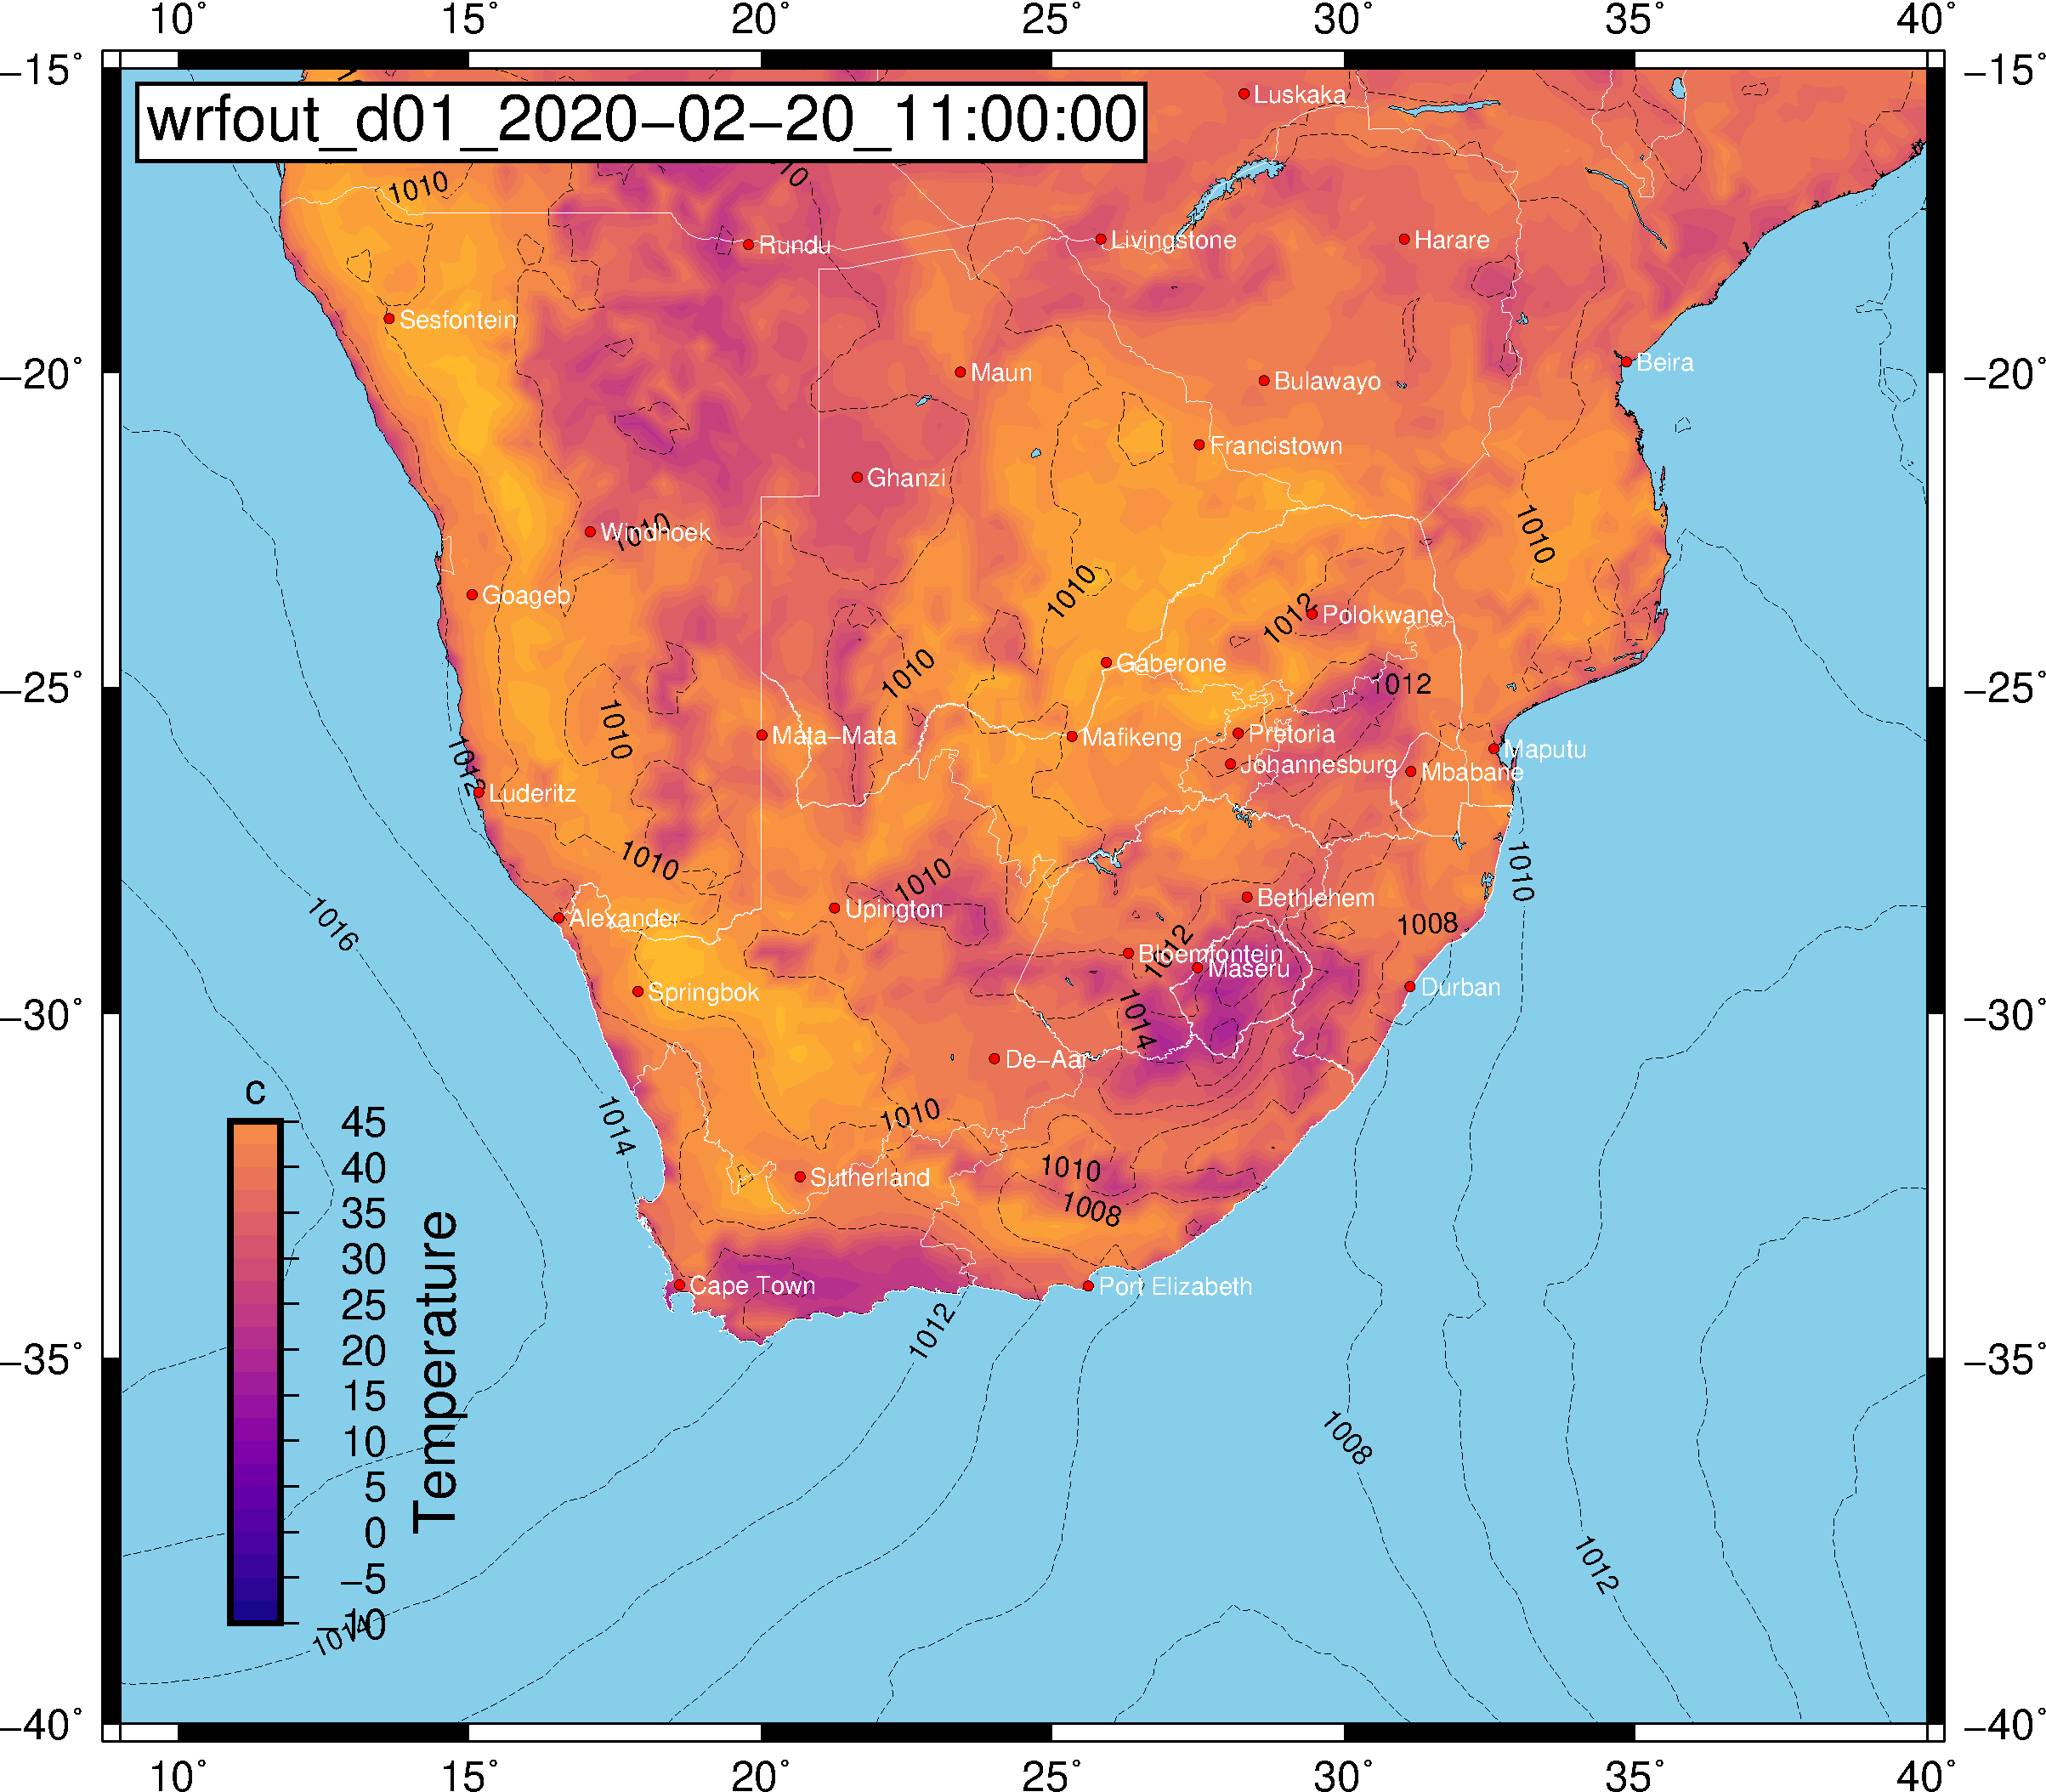 10° 15° 20° 25° 30° 35° 40°
−15° −15°
wrfout_d01_2020−02−20_11:00:00
Luskaka
1010
10
Rundu
Livingstone
Harare
Sesfontein
Beira
−20° −20°
Maun
Bulawayo
Francistown
Ghanzi
Windhoek
1010
1010
Goageb
1010
1012
Polokwane
Gaberone
1010
−25° −25°
1012
1010
Mata−Mata
Mafikeng
Pretoria
Maputu
1012
Johannesburg
Mbabane
Luderitz
1010
1010
1010
Bethlehem
Upington
Alexander
1016
1008
1012
Bloemfontein
Maseru
Springbok
Durban
−30° −30°
1014
De−Aar
c
1014
1010
1010
Sutherland
1008
45
40
35
30
25
20
15
10
5
0
−5
−10
Temperature
Cape Town
Port Elizabeth
1012
−35° −35°
1008
1012
1014
−40° −40°
10° 15° 20° 25° 30° 35° 40°